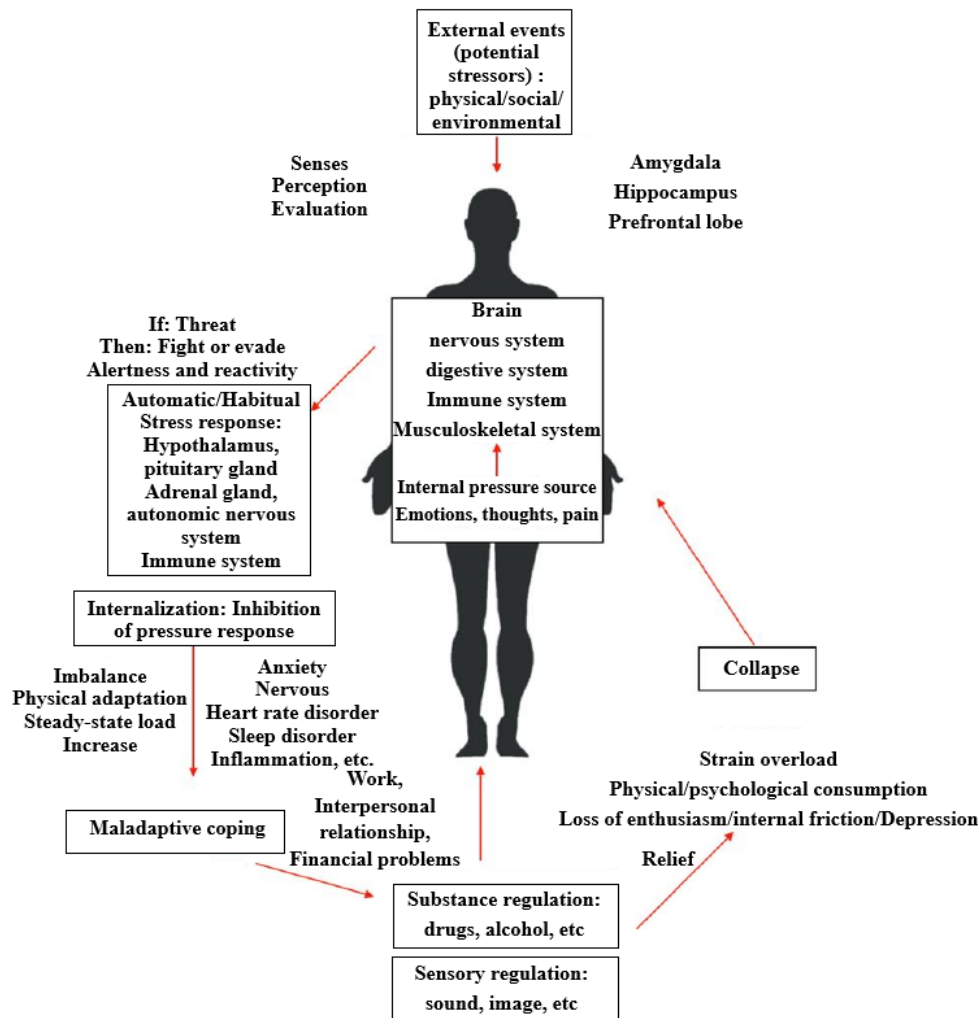 External events
(potential
stressors) :
physical/social/
environmental
Senses
Perception
Evaluation
Amygdala
Hippocampus
Prefrontal lobe
Brain
nervous system
digestive system
Immune system
Musculoskeletal system
Internal pressure source
Emotions, thoughts, pain
If: Threat
Then: Fight or evade
Alertness and reactivity
Automatic/Habitual
Stress response:
Hypothalamus,
pituitary gland
Adrenal gland,
autonomic nervous
system
Immune system
Internalization: Inhibition
of pressure response
Imbalance
Physical adaptation
Steady-state load
Increase
Anxiety
Nervous
Heart rate disorder
Sleep disorder
Inflammation, etc.
Maladaptive coping
Work,
Interpersonal
relationship,
Financial problems
Substance regulation:
drugs, alcohol, etc
Sensory regulation:
sound, image, etc
Relief
Strain overload
Physical/psychological consumption
Loss of enthusiasm/internal friction/Depression
Collapse